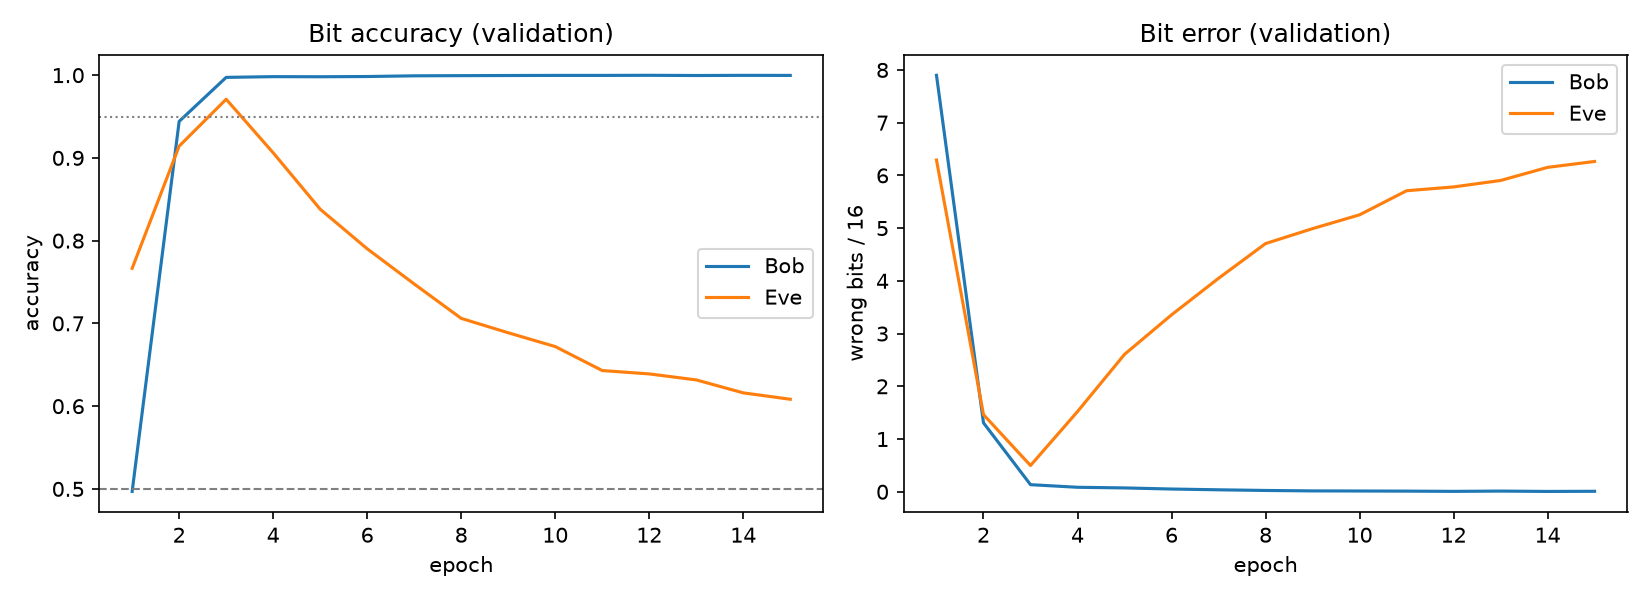 Bit accuracy (validation)
accuracy
1.0
0.9
0.8
0.7
0.6
0.5
Bob
Eve
2 4 6 8 10 12 14
epoch
Bit error (validation)
wrong bits / 16
8
7
6
5
4
3
2
1
0
Bob
Eve
2 4 6 8 10 12 14
epoch